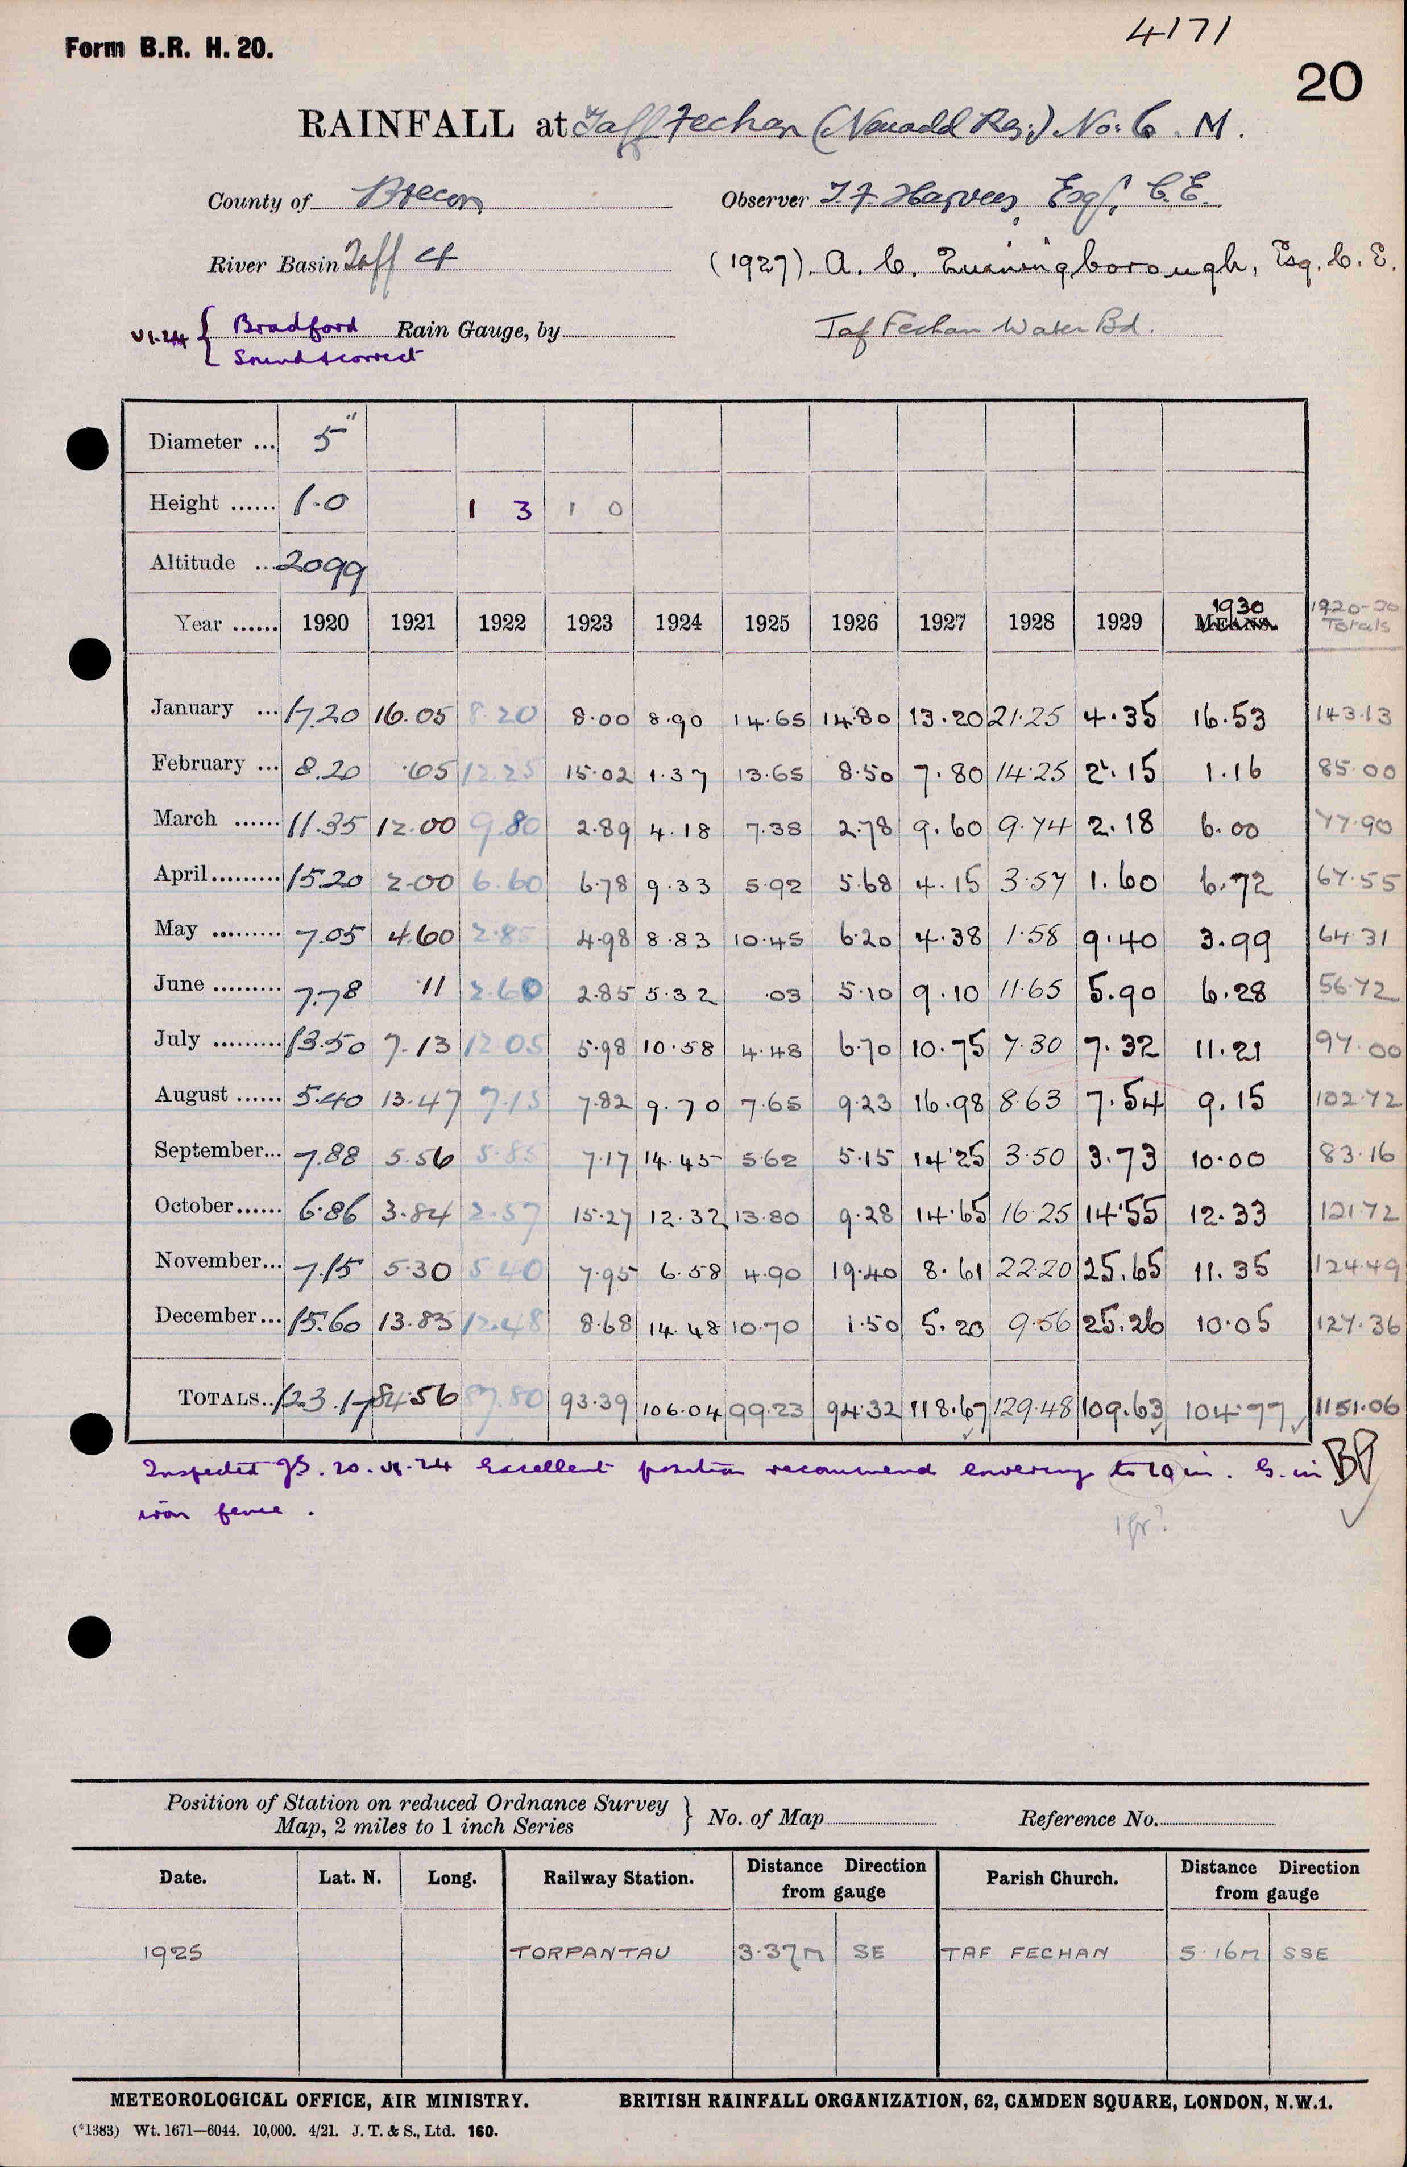 4171
Form B.R. H. 20.
20
RAINFALL at Taff Fechan (Neuadd Res.) No. 6. M.
County of Brecon Observer T. F. Harvey, Esq., C.E.
River Basin Taff 4 (1927) A. C. Esq. C. E.
VI.24 { Bradford Rain Gauge, by Taf Fechan Water Bd.
Sound & correct
Diameter ... 5"
Height ...... 1.0 1 3 1 0
Altitude ... 2099
Year ...... 1920 1921 1922 1923 1924 1925 1926 1927 1928 1929 MEANS. 1930 1920-30 Totals
January ... 17.20 16.05 8.20 8.00 8.90 14.65 14.80 13.20 21.25 4.35 16.53 143.13
February ... 8.20 .65 12.25 15.02 1.37 13.65 8.50 7.80 14.25 2.15 1.16 85.00
March ...... 11.35 12.00 9.80 2.89 4.18 7.38 2.78 9.60 9.74 2.18 6.00 77.90
April......... 15.20 2.00 6.60 6.78 9.33 5.92 5.68 4.15 3.57 1.60 6.72 67.55
May ......... 7.05 4.60 2.85 4.98 8.83 10.45 6.20 4.38 1.58 9.40 3.99 64.31
June ......... 7.78 .11 2.60 2.85 5.32 .03 5.10 9.10 11.65 5.90 6.28 56.72
July ......... 13.50 7.13 12.05 5.98 10.58 4.48 6.70 10.75 7.30 7.32 11.21 97.00
August ...... 5.40 13.47 7.15 7.82 9.70 7.65 9.23 16.98 8.63 7.54 9.15 102.72
September... 7.88 5.56 5.85 7.17 14.45 5.62 5.15 14.25 3.50 3.73 10.00 83.16
October...... 6.86 3.84 2.57 15.27 12.32 13.80 9.28 14.65 16.25 14.55 12.33 121.72
November... 7.15 5.30 5.40 7.95 6.58 4.90 19.40 8.61 22.20 25.65 11.35 124.49
December... 15.60 13.85 12.48 8.68 14.48 10.70 1.50 5.20 9.56 25.26 10.05 127.36
TOTALS.. 123.17 84.56 87.80 93.39 106.04 99.23 94.32 118.67 129.48 109.63 104.77 1151.06
Inspected JS. 20.VI.24 Excellent position recommend lowering to 10 in. G. in
iron fence.
1 ft?
Position of Station on reduced Ordnance Survey
Map, 2 miles to 1 inch Series } No. of Map Reference No.
Date. Lat. N. Long. Railway Station. Distance Direction from gauge Parish Church. Distance Direction from gauge
1925 TORPANTAU 3.37m SE TAF FECHAN 5.16m SSE
METEOROLOGICAL OFFICE, AIR MINISTRY. BRITISH RAINFALL ORGANIZATION, 62, CAMDEN SQUARE, LONDON, N.W.1.
(*1383) Wt. 1671—6044. 10,000. 4/21. J. T. & S., Ltd. 160.